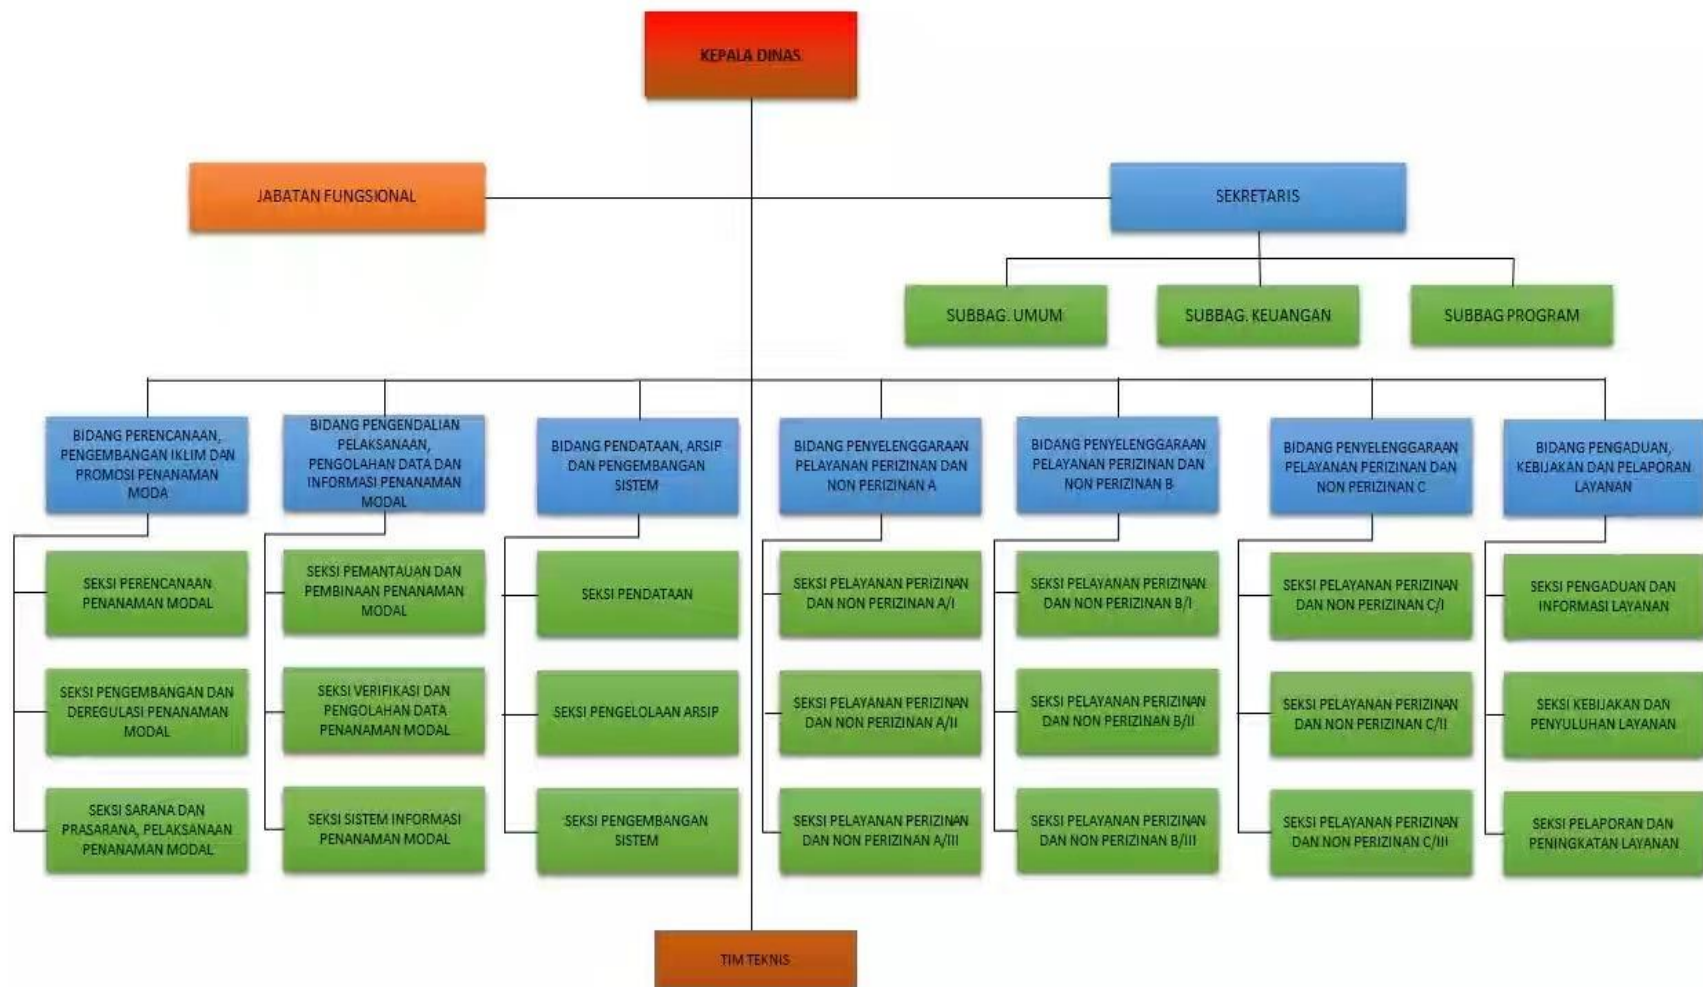 KEPALA DINAS
JABATAN FUNGSIONAL
SEKRETARIS
SUBBAG. UMUM
SUBBAG. KEUANGAN
SUBBAG PROGRAM
BIDANG PERENCANAAN,
PENGEMBANGAN IKLIM DAN
PROMOSI PENANAMAN
MODA
BIDANG PENGENDALIAN
PELAKSANAAN,
PENGOLAHAN DATA DAN
INFORMASI PENANAMAN
MODAL
BIDANG PENDATAAN, ARSIP
DAN PENGEMBANGAN
SISTEM
BIDANG PENYELENGGARAAN
PELAYANAN PERIZINAN DAN
NON PERIZINAN A
BIDANG PENYELENGGARAAN
PELAYANAN PERIZINAN DAN
NON PERIZINAN B
BIDANG PENYELENGGARAAN
PELAYANAN PERIZINAN DAN
NON PERIZINAN C
BIDANG PENGADUAN,
KEBIJAKAN DAN PELAPORAN
LAYANAN
SEKSI PERENCANAAN
PENANAMAN MODAL
SEKSI PEMANTAUAN DAN
PEMBINAAN PENANAMAN
MODAL
SEKSI PENDATAAN
SEKSI PELAYANAN PERIZINAN
DAN NON PERIZINAN A/I
SEKSI PELAYANAN PERIZINAN
DAN NON PERIZINAN B/I
SEKSI PELAYANAN PERIZINAN
DAN NON PERIZINAN C/I
SEKSI PENGADUAN DAN
INFORMASI LAYANAN
SEKSI PENGEMBANGAN DAN
DEREGULASI PENANAMAN
MODAL
SEKSI VERIFIKASI DAN
PENGOLAHAN DATA
PENANAMAN MODAL
SEKSI PENGELOLAAN ARSIP
SEKSI PELAYANAN PERIZINAN
DAN NON PERIZINAN A/II
SEKSI PELAYANAN PERIZINAN
DAN NON PERIZINAN B/II
SEKSI PELAYANAN PERIZINAN
DAN NON PERIZINAN C/II
SEKSI KEBIJAKAN DAN
PENYULUHAN LAYANAN
SEKSI SARANA DAN
PRASARANA, PELAKSANAAN
PENANAMAN MODAL
SEKSI SISTEM INFORMASI
PENANAMAN MODAL
SEKSI PENGEMBANGAN
SISTEM
SEKSI PELAYANAN PERIZINAN
DAN NON PERIZINAN A/III
SEKSI PELAYANAN PERIZINAN
DAN NON PERIZINAN B/III
SEKSI PELAYANAN PERIZINAN
DAN NON PERIZINAN C/III
SEKSI PELAPORAN DAN
PENINGKATAN LAYANAN
TIM TEKNIS